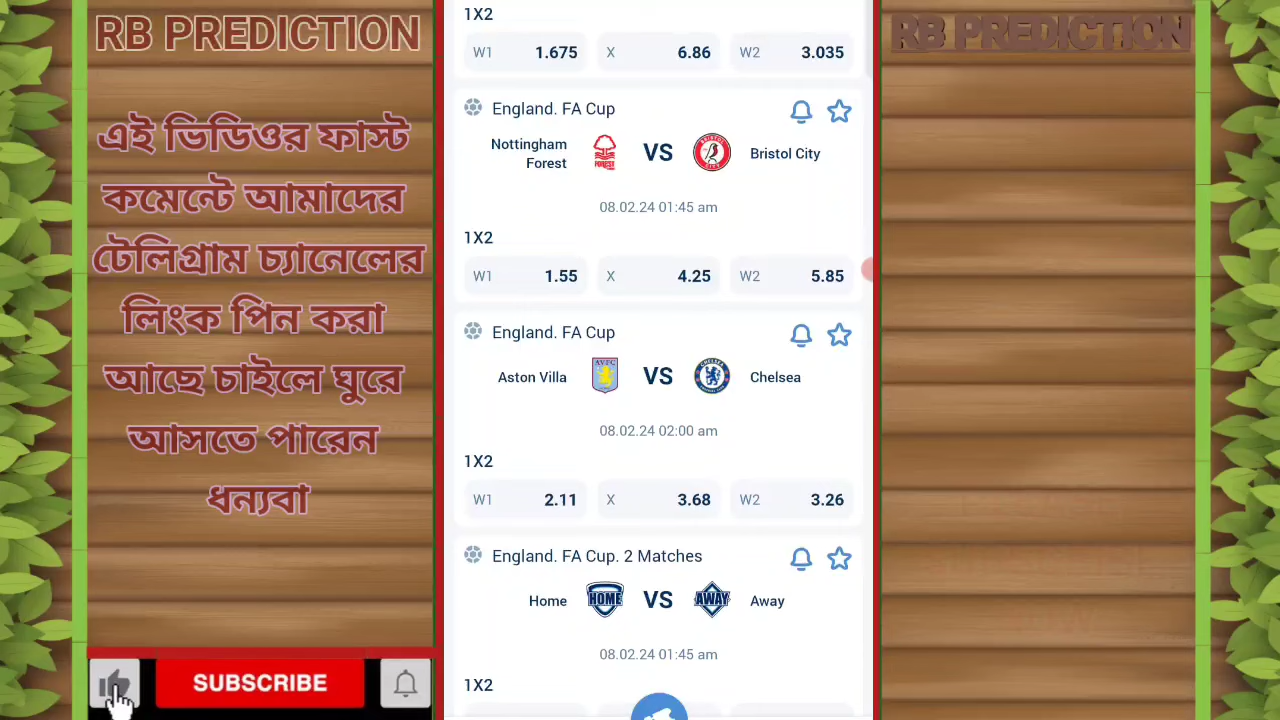 RB PREDICTION
এই ভিডিওর ফাস্ট
কমেন্টে আমাদের
টেলিগ্রাম চ্যানেলের
লিংক পিন করা
আছে চাইলে ঘুরে
আসতে পারেন
ধন্যবা
SUBSCRIBE
1X2
W1 1.675 X 6.86 W2 3.035
England. FA Cup
Nottingham
Forest
VS
Bristol City
08.02.24 01:45 am
1X2
W1 1.55 X 4.25 W2 5.85
England. FA Cup
Aston Villa
AVFC
VS
Chelsea
08.02.24 02:00 am
1X2
W1 2.11 X 3.68 W2 3.26
England. FA Cup. 2 Matches
Home
HOME
VS
AWAY
Away
08.02.24 01:45 am
1X2
RB PREDICTION